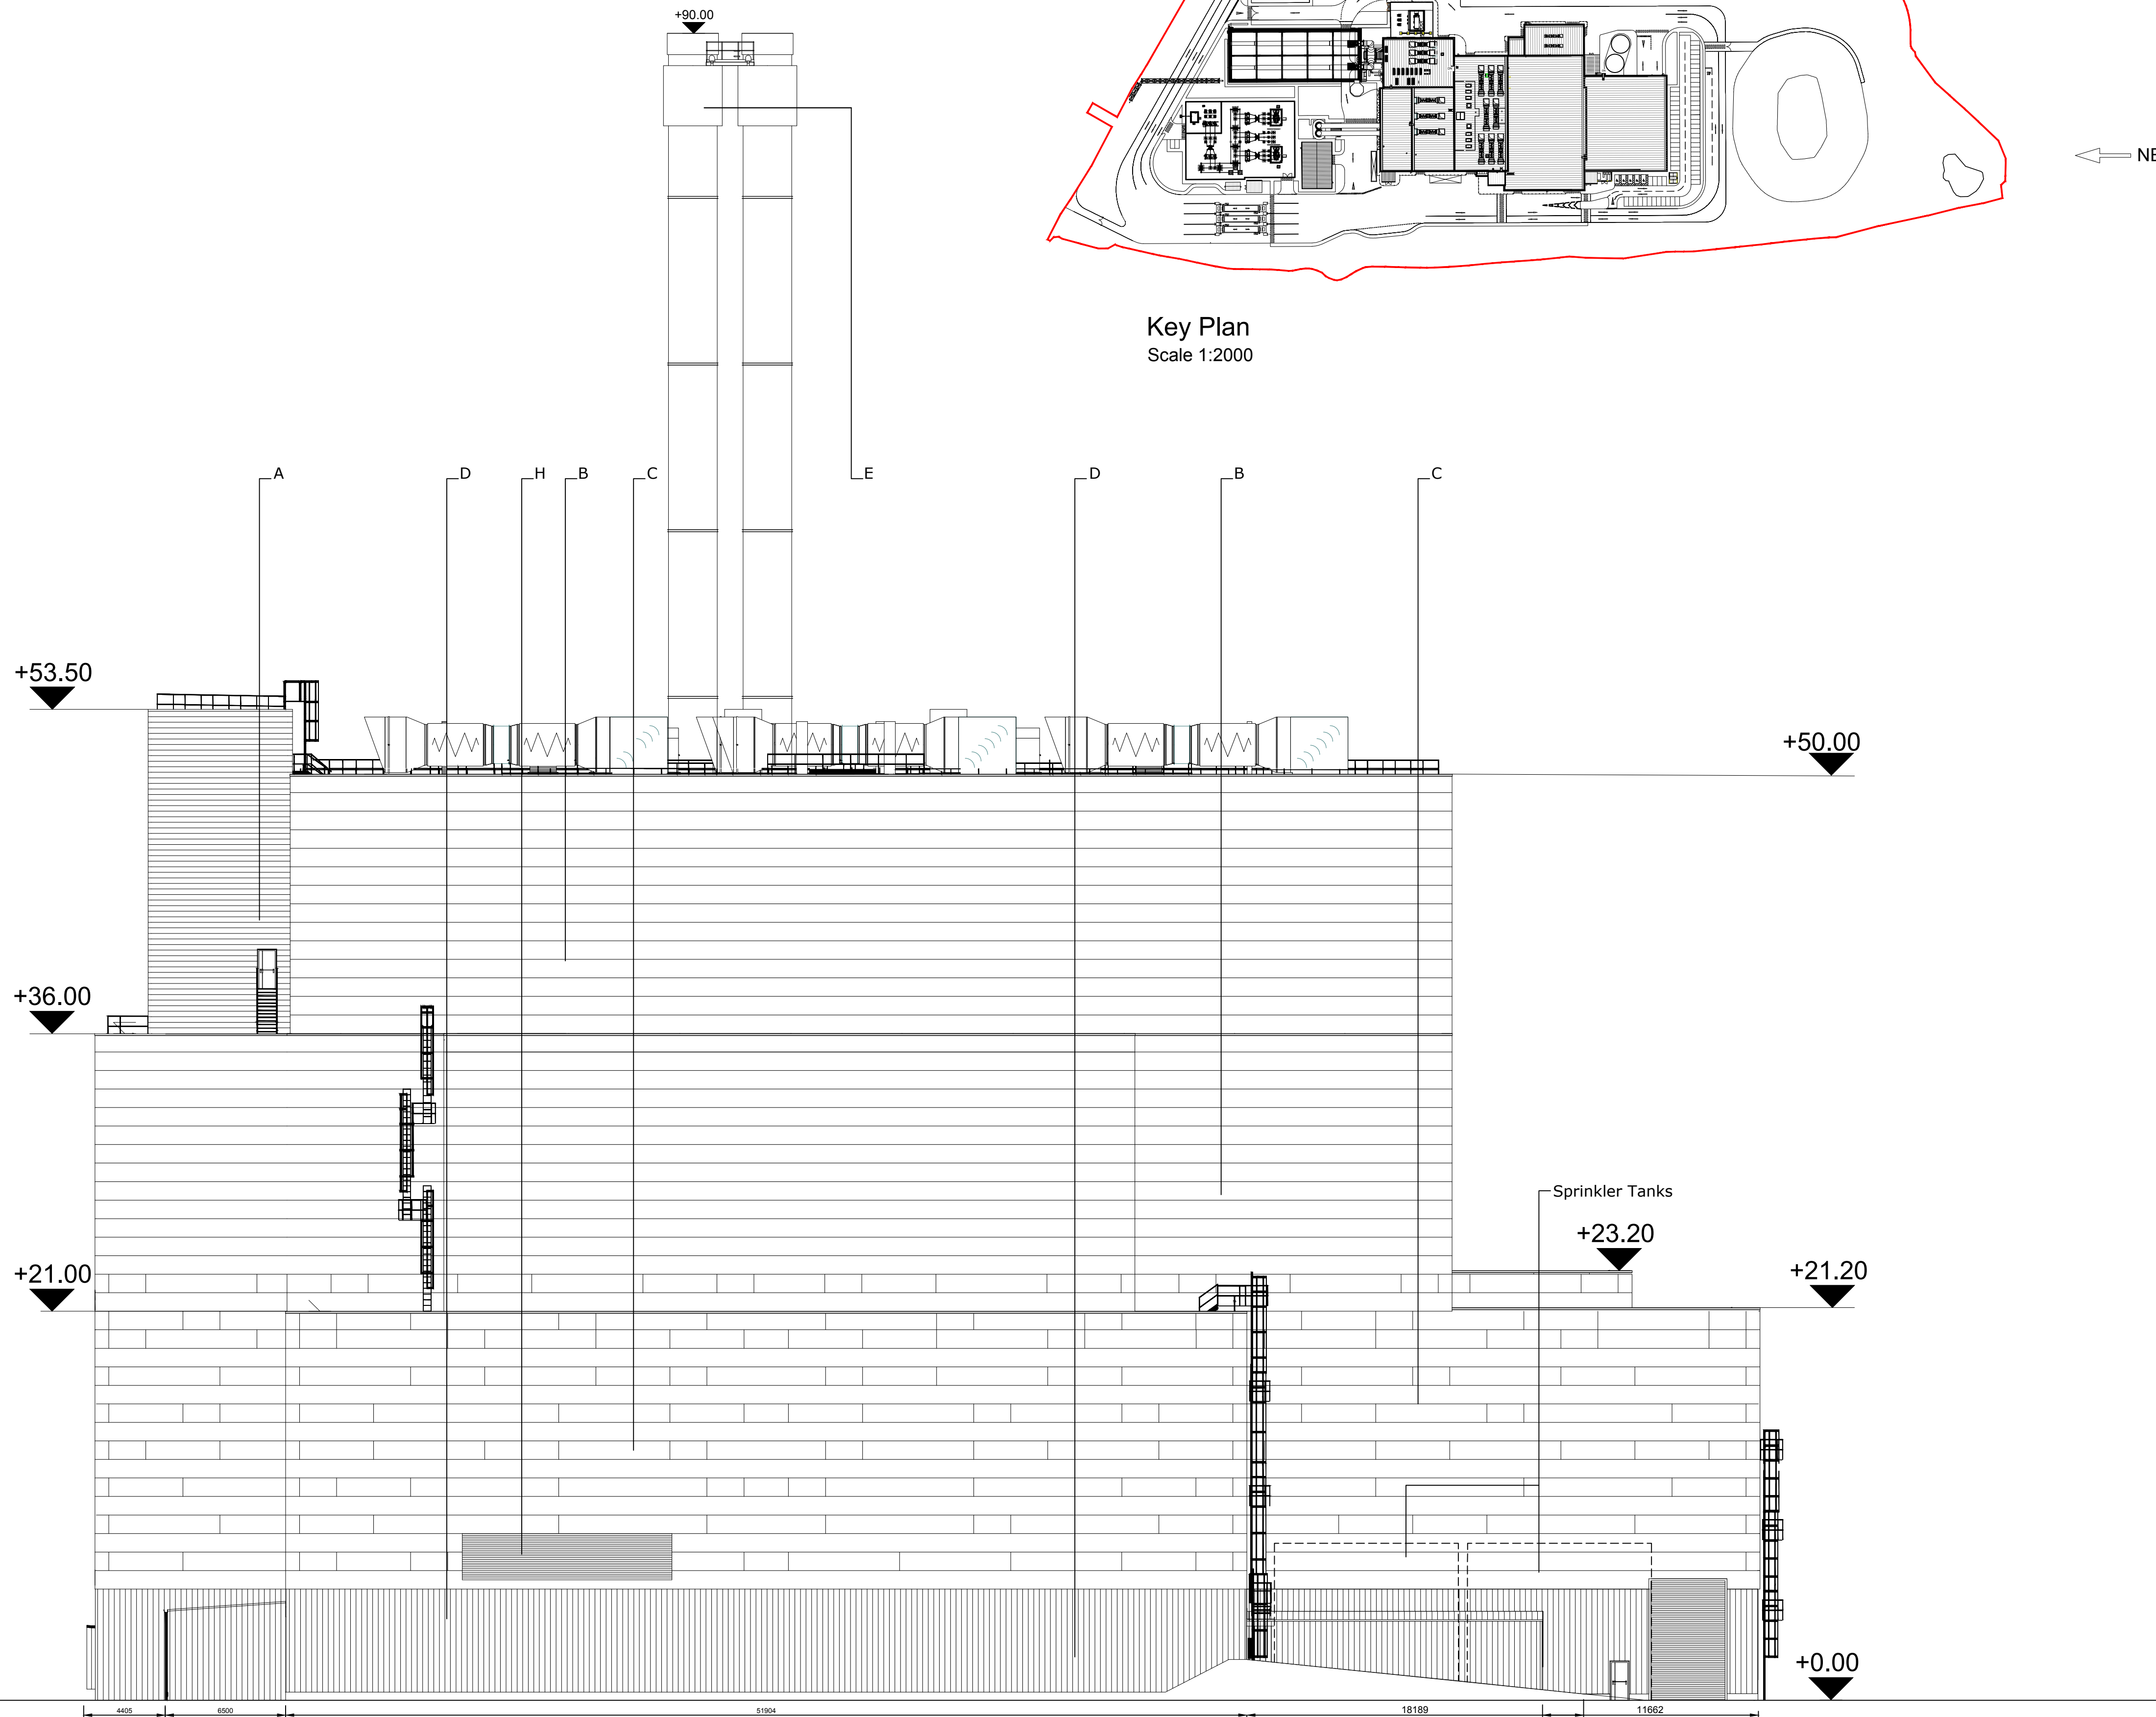 +90.00
NE
Key Plan
Scale 1:2000
A
D
H
B
C
E
D
B
C
+53.50
+50.00
+36.00
Sprinkler Tanks
+23.20
+21.00
+21.20
+0.00
4405
6500
51904
18189
11662